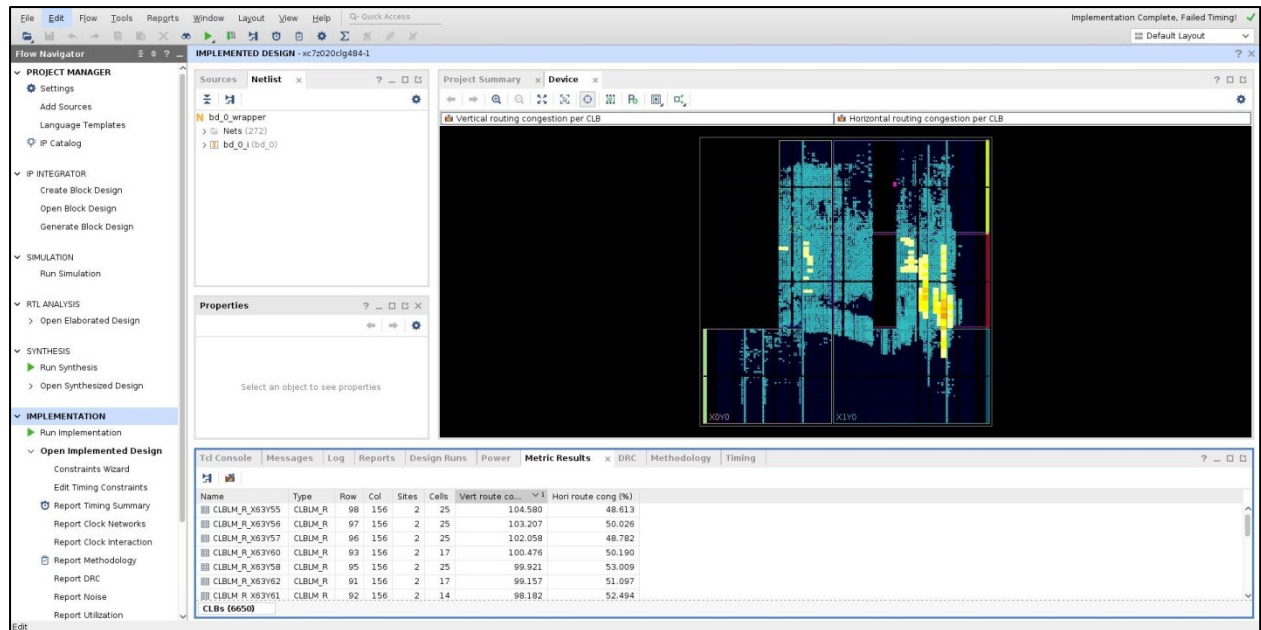 File Edit Flow Tools Reports Window Layout View Help Q- Quick Access Implementation Complete, Failed Timing!
Default Layout
Flow Navigator
IMPLEMENTED DESIGN - xc7z020clg484-1
PROJECT MANAGER
Settings
Add Sources
Language Templates
IP Catalog
IP INTEGRATOR
Create Block Design
Open Block Design
Generate Block Design
SIMULATION
Run Simulation
RTL ANALYSIS
Open Elaborated Design
SYNTHESIS
Run Synthesis
Open Synthesized Design
IMPLEMENTATION
Run Implementation
Open Implemented Design
Constraints Wizard
Edit Timing Constraints
Report Timing Summary
Report Clock Networks
Report Clock Interaction
Report Methodology
Report DRC
Report Noise
Report Utilization
Edit
Sources Netlist
N bd_0_wrapper
Nets (272)
bd_0_i (bd_0)
Properties
Select an object to see properties
Project Summary Device
Vertical routing congestion per CLB Horizontal routing congestion per CLB
X0Y0 X1Y0
Tcl Console Messages Log Reports Design Runs Power Metric Results DRC Methodology Timing
Name Type Row Col Sites Cells Vert route co... 1 Hori route cong (%)
CLBLM_R_X63Y55 CLBLM_R 98 156 2 25 104.580 48.613
CLBLM_R_X63Y56 CLBLM_R 97 156 2 25 103.207 50.026
CLBLM_R_X63Y57 CLBLM_R 96 156 2 25 102.058 48.782
CLBLM_R_X63Y60 CLBLM_R 93 156 2 17 100.476 50.190
CLBLM_R_X63Y58 CLBLM_R 95 156 2 25 99.921 53.009
CLBLM_R_X63Y62 CLBLM_R 91 156 2 17 99.157 51.097
CLBLM_R_X63Y61 CLBLM_R 92 156 2 14 98.182 52.494
CLBs (6650)